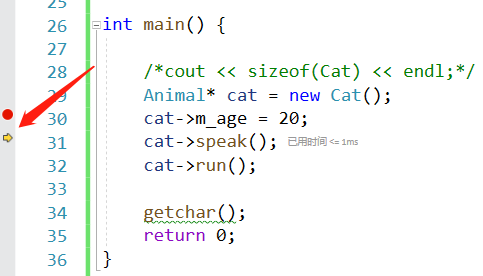 25
26 int main() {
27
28 /*cout << sizeof(Cat) << endl;*/
29 Animal* cat = new Cat();
30 cat->m_age = 20;
31 cat->speak(); 已用时间 <= 1ms
32 cat->run();
33
34 getchar();
35 return 0;
36 }